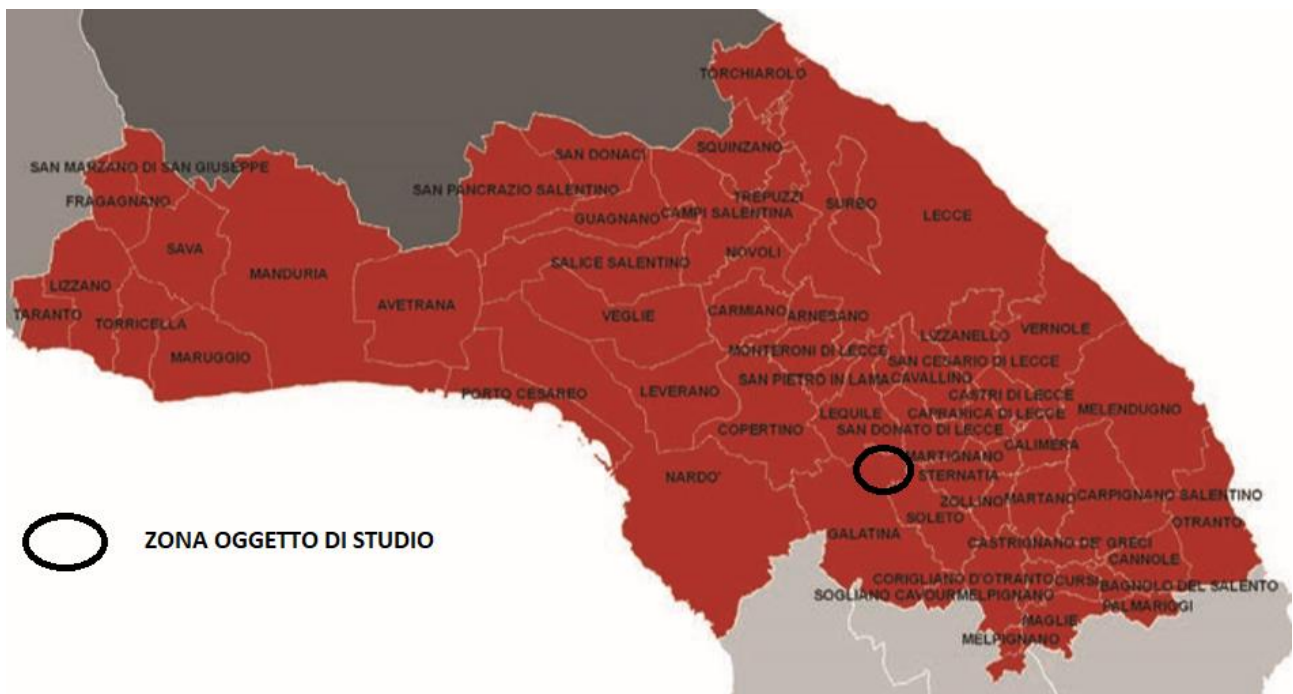 TORCHIAROLO
SQUINZANO
SAN DONACI
SAN MARZANO DI SAN GIUSEPPE
SAN PANCRAZIO SALENTINO
TREPUZZI
FRAGAGNANO
SURBO
LECCE
GUAGNANO
CAMPI SALENTINA
SAVA
NOVOLI
SALICE SALENTINO
MANDURIA
LIZZANO
AVETRANA
TARANTO
TORRICELLA
VEGLIE
CARMIANO
ARNESANO
LIZZANELLO
VERNOLE
MARUGGIO
MONTERONI DI LECCE
SAN CESARIO DI LECCE
SAN PIETRO IN LAMA
CAVALLINO
PORTO CESAREO
LEVERANO
CASTRI DI LECCE
LEQUILE
CAPRARICA DI LECCE
MELENDUGNO
COPERTINO
SAN DONATO DI LECCE
CALIMERA
MARTIGNANO
NARDO'
STERNATIA
ZOLLINO
MARTANO
CARPIGNANO SALENTINO
SOLETO
OTRANTO
GALATINA
ZONA OGGETTO DI STUDIO
CASTRIGNANO DE' GRECI
CANNOLE
CORIGLIANO D'OTRANTO
CURSI
BAGNOLO DEL SALENTO
SOGLIANO CAVOUR
MELPIGNANO
PALMARIGGI
MAGLIE
MELPIGNANO